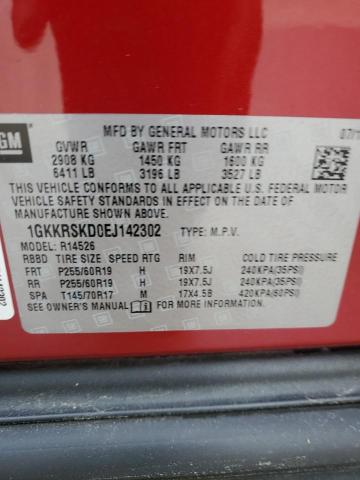 GM
MFD BY GENERAL MOTORS LLC 07/1
GVWR GAWR FRT GAWR RR
2908 KG 1450 KG 1600 KG
6411 LB 3196 LB 3527 LB
THIS VEHICLE CONFORMS TO ALL APPLICABLE U.S. FEDERAL MOTOR
VEHICLE SAFETY STANDARDS IN EFFECT ON THE DATE OF
MANUFACTURE SHOWN ABOVE.
1GKKRSKD0EJ142302 TYPE: M.P.V.
MODEL: R14526
RBBD TIRE SIZE SPEED RTG RIM COLD TIRE PRESSURE
FRT P255/60R19 H 19X7.5J 240KPA(35PSI)
RR P255/60R19 H 19X7.5J 240KPA(35PSI)
SPA T145/70R17 M 17X4.5B 420KPA(60PSI)
SEE OWNER'S MANUAL FOR MORE INFORMATION.